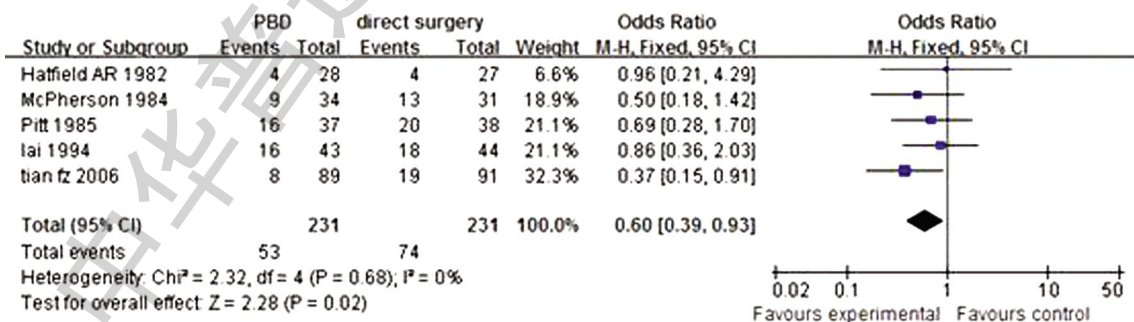 PBD direct surgery Odds Ratio Odds Ratio
Study or Subgroup Events Total Events Total Weight M-H, Fixed, 95% CI M-H, Fixed, 95% CI
Hatfield AR 1982 4 28 4 27 6.6% 0.96 [0.21, 4.29]
McPherson 1984 9 34 13 31 18.9% 0.50 [0.18, 1.42]
Pitt 1985 16 37 20 38 21.1% 0.69 [0.28, 1.70]
lai 1994 16 43 18 44 21.1% 0.86 [0.36, 2.03]
tian fz 2006 8 89 19 91 32.3% 0.37 [0.15, 0.91]
Total (95% CI) 231 231 100.0% 0.60 [0.39, 0.93]
Total events 53 74
Heterogeneity: Chi² = 2.32, df = 4 (P = 0.68); I² = 0%
Test for overall effect: Z = 2.28 (P = 0.02)
0.02 0.1 1 10 50
Favours experimental Favours control
中华普